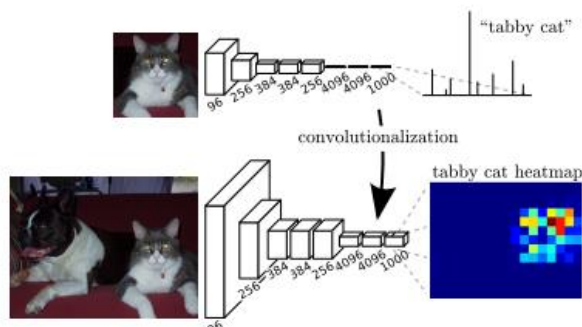 "tabby cat"
96 256 384 384 256 4096 4096 1000
convolutionalization
tabby cat heatmap
96 256 384 384 256 4096 4096 1000